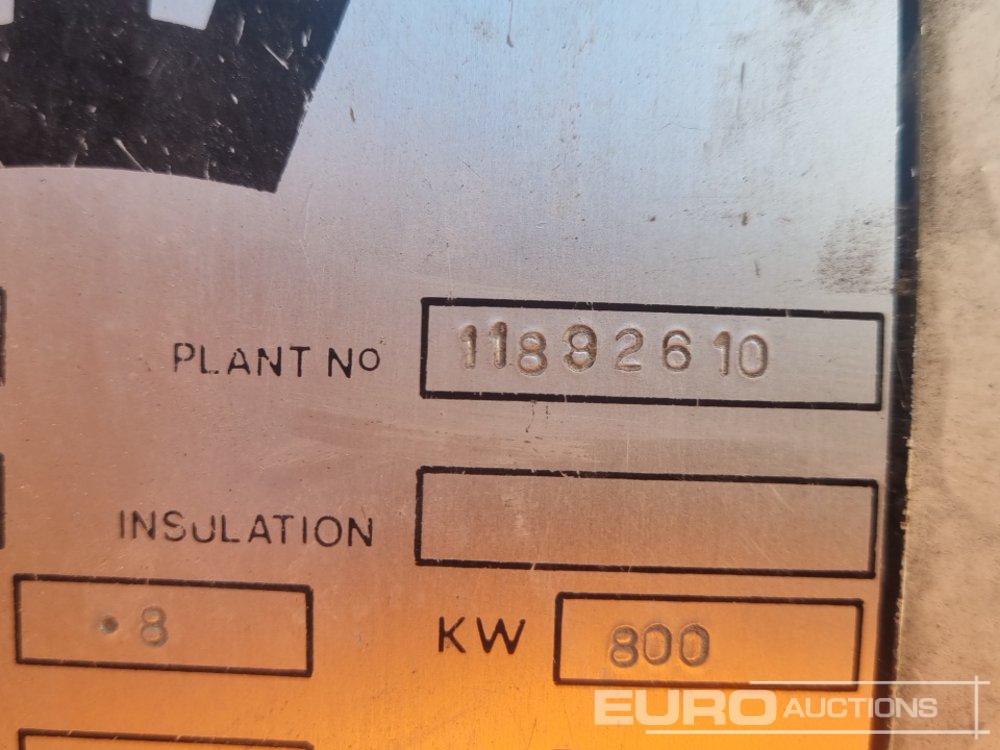 PLANT No 11892610
INSULATION
.8 KW 800
EURO AUCTIONS